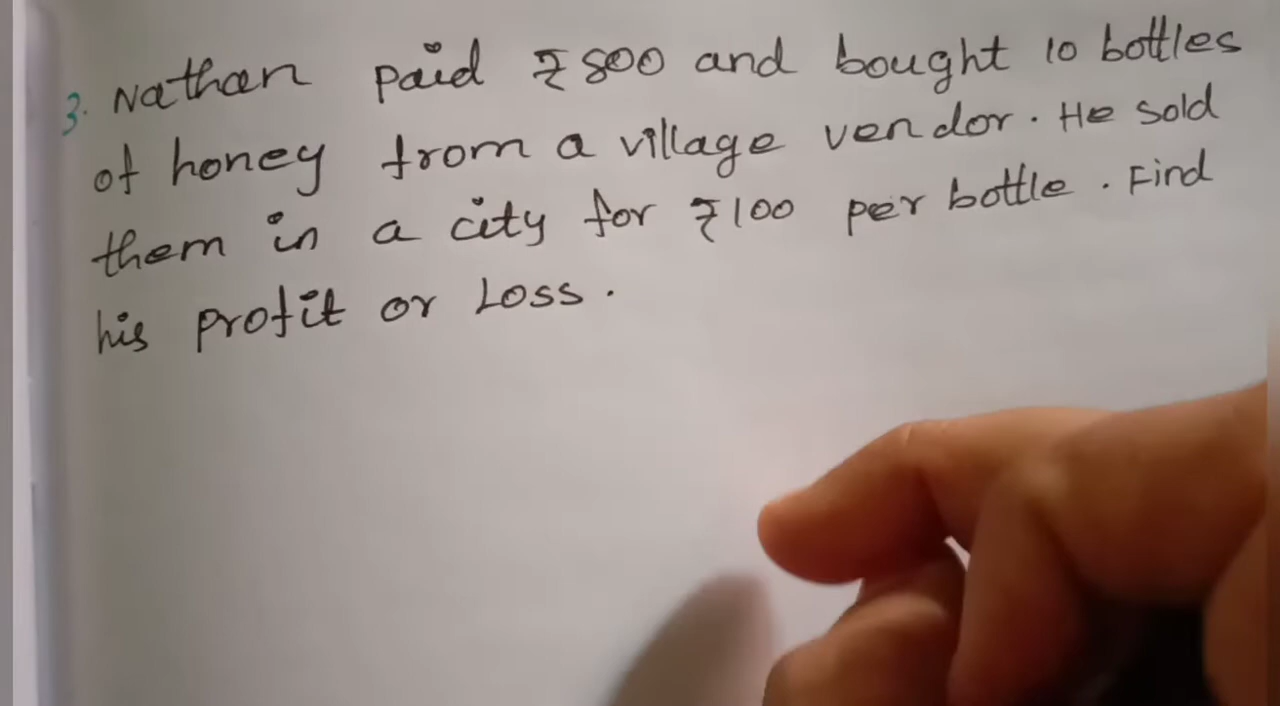 3. Nathan paid ₹800 and bought 10 bottles
of honey from a village vendor. He sold
them in a city for ₹100 per bottle. Find
his profit or Loss.